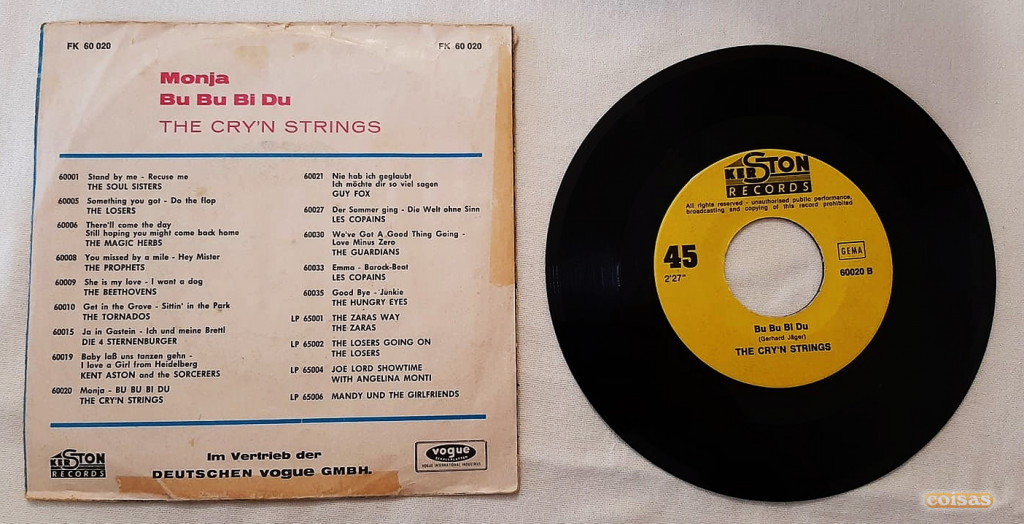 FK 60 020
FK 60 020
Monja
Bu Bu Bi Du
THE CRY'N STRINGS
60001 Stand by me - Recuse me
THE SOUL SISTERS
60005 Something you got - Do the flop
THE LOSERS
60006 There'll come the day
Still hoping you might come back home
THE MAGIC HERBS
60008 You missed by a mile - Hey Mister
THE PROPHETS
60009 She is my love - I want a dog
THE BEETHOVENS
60010 Get in the Grove - Sittin' in the Park
THE TORNADOS
60015 Ja in Gastein - Ich und meine Brettl
DIE 4 STERNENBURGER
60019 Baby laß uns tanzen gehn -
I love a Girl from Heidelberg
KENT ASTON and the SORCERERS
60020 Monja - BU BU BI DU
THE CRY'N STRINGS
60021 Nie hab ich geglaubt
Ich möchte dir so viel sagen
GUY FOX
60027 Der Sommer ging - Die Welt ohne Sinn
LES COPAINS
60030 We've Got A Good Thing Going -
Love Minus Zero
THE GUARDIANS
60033 Emma - Barock-Beat
LES COPAINS
60035 Good Bye - Junkie
THE HUNGRY EYES
LP 65001 THE ZARAS WAY
THE ZARAS
LP 65002 THE LOSERS GOING ON
THE LOSERS
LP 65004 JOE LORD SHOWTIME
WITH ANGELINA MONTI
LP 65006 MANDY UND THE GIRLFRIENDS
KERSTON
RECORDS
Im Vertrieb der
DEUTSCHEN vogue GMBH.
vogue
SCHALLPLATTEN
VOGUE INTERNATIONAL INDUSTRIES
KERSTON
RECORDS
All rights reserved - unauthorised public performance,
broadcasting and copying of this record prohibited
45
2'27"
GEMA
60020 B
Bu Bu Bi Du
(Gerhard Jäger)
THE CRY'N STRINGS
coisas